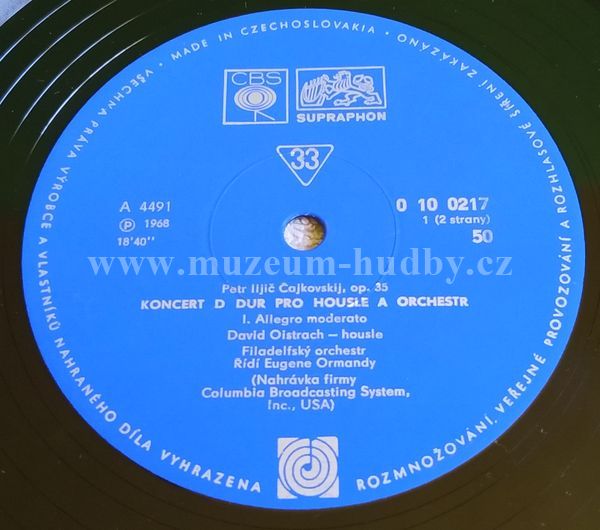 VŠECHNA PRÁVA VÝROBCE A VLASTNÍKŮ NAHRANÉHO DÍLA VYHRAZENA
MADE IN CZECHOSLOVAKIA - ROZMNOŽOVÁNÍ, VEŘEJNÉ PROVOZOVÁNÍ A ROZHLASOVÉ ŠÍŘENÍ ZAKÁZÁNO -
CBS
SUPRAPHON
33
A 4491
Ⓟ 1968
18'40''
0 10 0217
1 (2 strany)
50
www.muzeum-hudby.cz
Petr Iljič Čajkovskij, op. 35
KONCERT D DUR PRO HOUSLE A ORCHESTR
I. Allegro moderato
David Oistrach – housle
Filadelfský orchestr
Řídí Eugene Ormandy
(Nahrávka firmy
Columbia Broadcasting System,
Inc., USA)